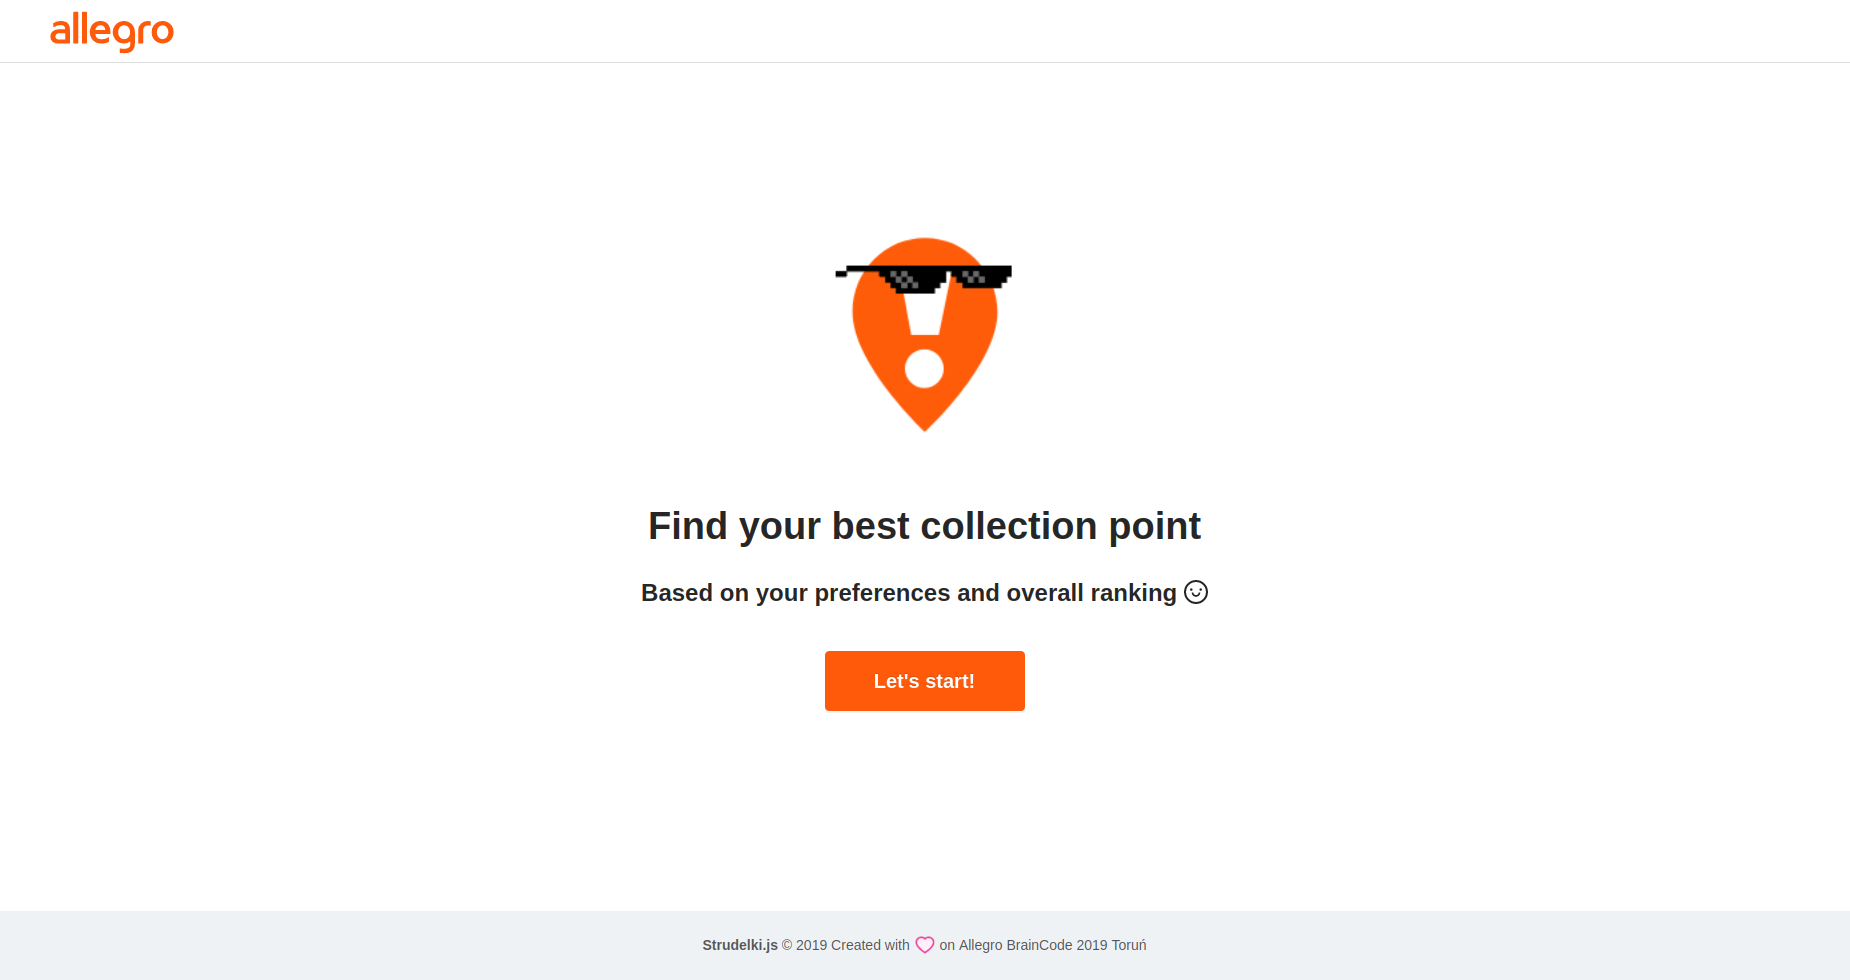 allegro
Find your best collection point
Based on your preferences and overall ranking
Let's start!
Strudelki.js © 2019 Created with on Allegro BrainCode 2019 Toruń